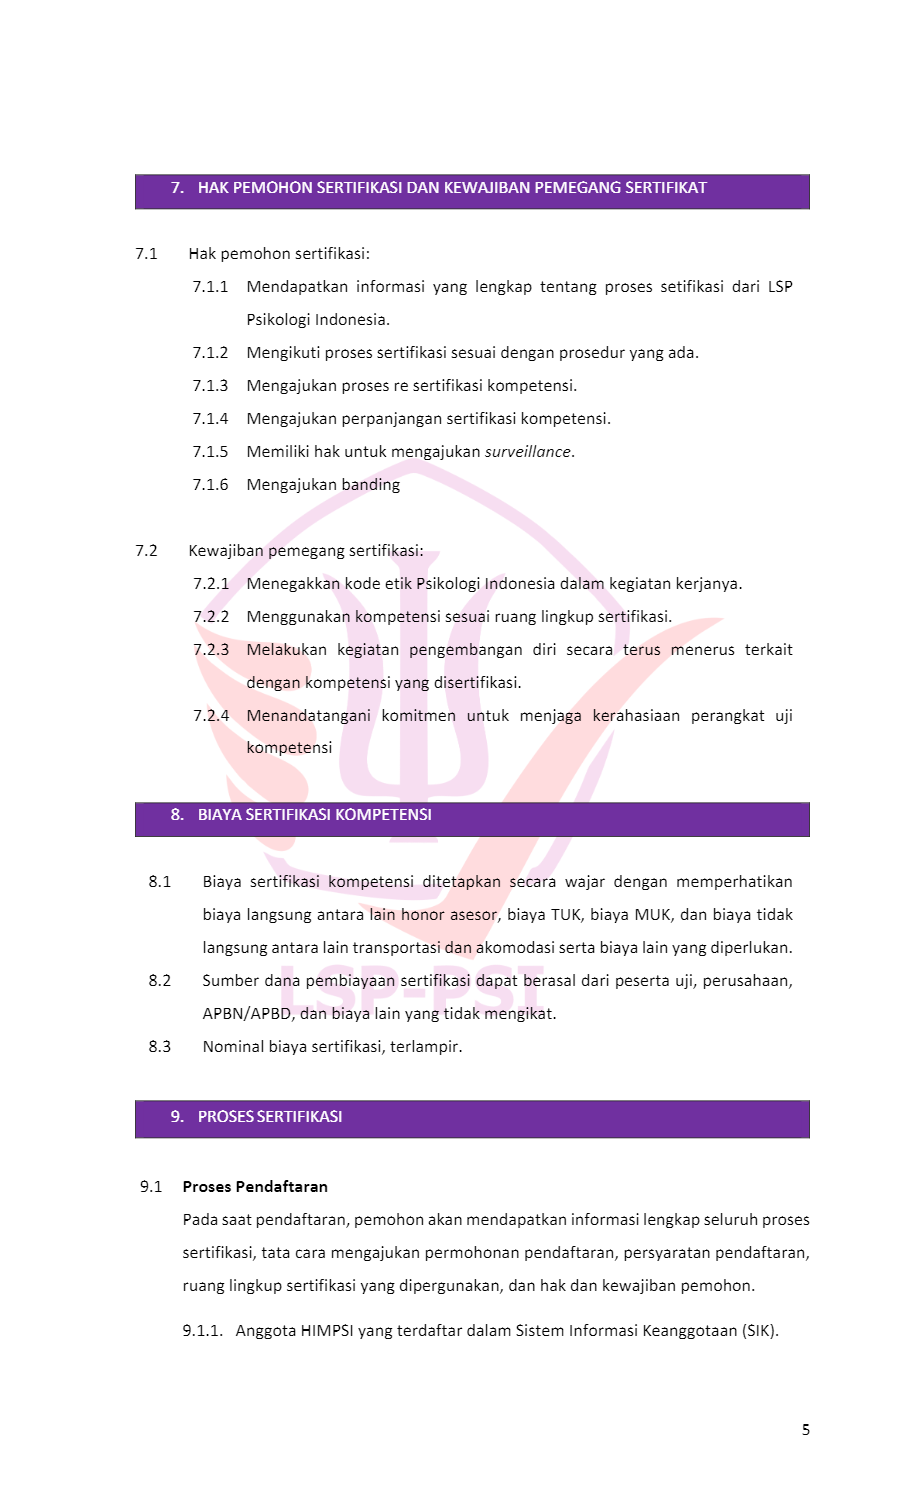 7. HAK PEMOHON SERTIFIKASI DAN KEWAJIBAN PEMEGANG SERTIFIKAT
7.1 Hak pemohon sertifikasi:
7.1.1 Mendapatkan informasi yang lengkap tentang proses setifikasi dari LSP
Psikologi Indonesia.
7.1.2 Mengikuti proses sertifikasi sesuai dengan prosedur yang ada.
7.1.3 Mengajukan proses re sertifikasi kompetensi.
7.1.4 Mengajukan perpanjangan sertifikasi kompetensi.
7.1.5 Memiliki hak untuk mengajukan surveillance.
7.1.6 Mengajukan banding
7.2 Kewajiban pemegang sertifikasi:
7.2.1 Menegakkan kode etik Psikologi Indonesia dalam kegiatan kerjanya.
7.2.2 Menggunakan kompetensi sesuai ruang lingkup sertifikasi.
7.2.3 Melakukan kegiatan pengembangan diri secara terus menerus terkait
dengan kompetensi yang disertifikasi.
7.2.4 Menandatangani komitmen untuk menjaga kerahasiaan perangkat uji
kompetensi
8. BIAYA SERTIFIKASI KOMPETENSI
8.1 Biaya sertifikasi kompetensi ditetapkan secara wajar dengan memperhatikan
biaya langsung antara lain honor asesor, biaya TUK, biaya MUK, dan biaya tidak
langsung antara lain transportasi dan akomodasi serta biaya lain yang diperlukan.
LSP-PSI
8.2 Sumber dana pembiayaan sertifikasi dapat berasal dari peserta uji, perusahaan,
APBN/APBD, dan biaya lain yang tidak mengikat.
8.3 Nominal biaya sertifikasi, terlampir.
9. PROSES SERTIFIKASI
9.1 Proses Pendaftaran
Pada saat pendaftaran, pemohon akan mendapatkan informasi lengkap seluruh proses
sertifikasi, tata cara mengajukan permohonan pendaftaran, persyaratan pendaftaran,
ruang lingkup sertifikasi yang dipergunakan, dan hak dan kewajiban pemohon.
9.1.1. Anggota HIMPSI yang terdaftar dalam Sistem Informasi Keanggotaan (SIK).
5